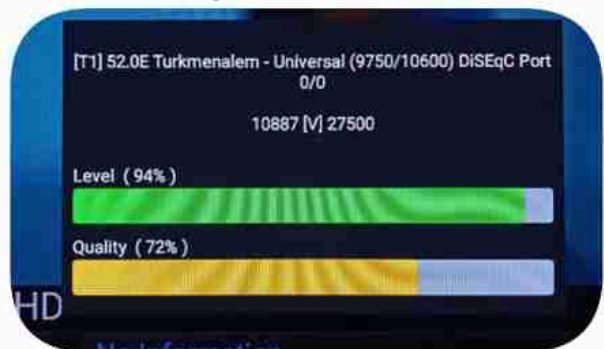 [T1] 52.0E Turkmenalem - Universal (9750/10600) DiSEqC Port
0/0
10887 [V] 27500
Level ( 94% )
Quality ( 72% )
HD